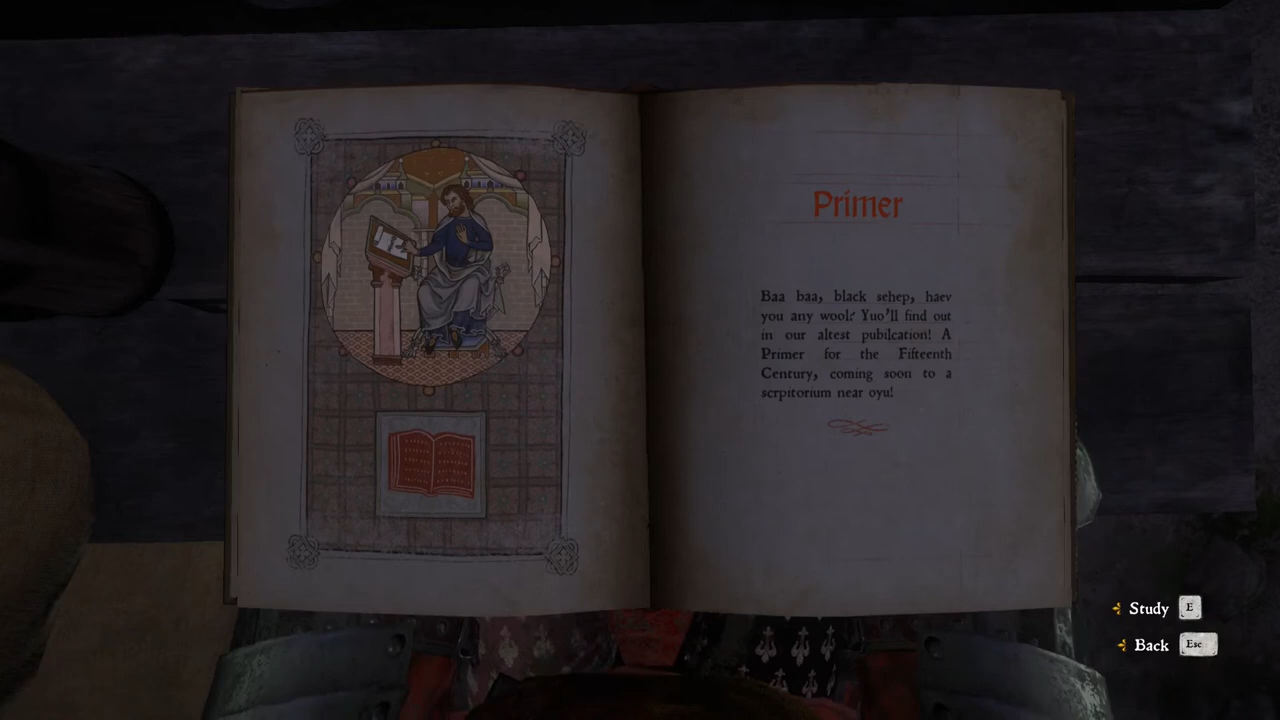 Primer
Baa baa, black sehep, haev
you any wool? Yuo'll find out
in our altest pubilcation! A
Primer for the Fifteenth
Century, coming soon to a
scrpitorium near oyu!
Study E
Back Esc